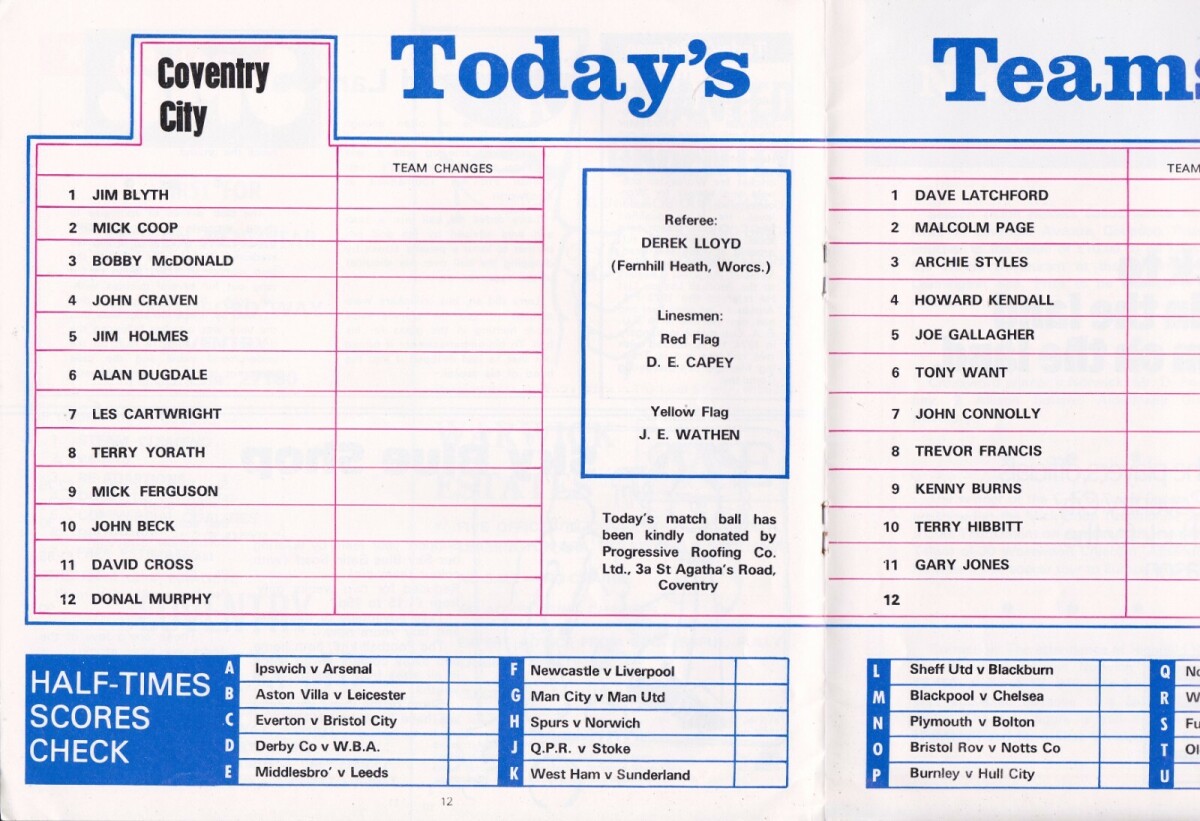 Today's Teams
Coventry
City
TEAM CHANGES
1 JIM BLYTH
2 MICK COOP
3 BOBBY McDONALD
4 JOHN CRAVEN
5 JIM HOLMES
6 ALAN DUGDALE
7 LES CARTWRIGHT
8 TERRY YORATH
9 MICK FERGUSON
10 JOHN BECK
11 DAVID CROSS
12 DONAL MURPHY
Referee:
DEREK LLOYD
(Fernhill Heath, Worcs.)
Linesmen:
Red Flag
D. E. CAPEY
Yellow Flag
J. E. WATHEN
Today's match ball has
been kindly donated by
Progressive Roofing Co.
Ltd., 3a St Agatha's Road,
Coventry
TEAM
1 DAVE LATCHFORD
2 MALCOLM PAGE
3 ARCHIE STYLES
4 HOWARD KENDALL
5 JOE GALLAGHER
6 TONY WANT
7 JOHN CONNOLLY
8 TREVOR FRANCIS
9 KENNY BURNS
10 TERRY HIBBITT
11 GARY JONES
12
HALF-TIMES
SCORES
CHECK
A Ipswich v Arsenal
B Aston Villa v Leicester
C Everton v Bristol City
D Derby Co v W.B.A.
E Middlesbro' v Leeds
F Newcastle v Liverpool
G Man City v Man Utd
H Spurs v Norwich
J Q.P.R. v Stoke
K West Ham v Sunderland
L Sheff Utd v Blackburn
M Blackpool v Chelsea
N Plymouth v Bolton
O Bristol Rov v Notts Co
P Burnley v Hull City
Q
R
S
T
U
12